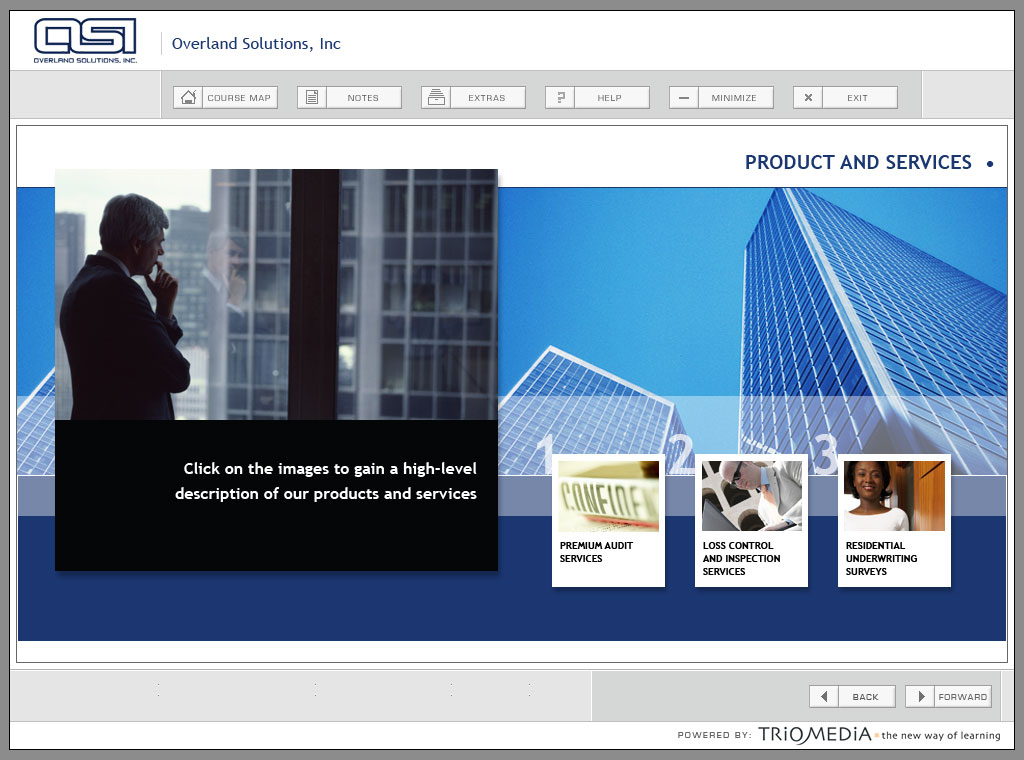 OSI
OVERLAND SOLUTIONS, INC.
Overland Solutions, Inc
COURSE MAP
NOTES
EXTRAS
HELP
MINIMIZE
EXIT
PRODUCT AND SERVICES •
Click on the images to gain a high-level
description of our products and services
1
2
3
CONFIDEN
PREMIUM AUDIT
SERVICES
LOSS CONTROL
AND INSPECTION
SERVICES
RESIDENTIAL
UNDERWRITING
SURVEYS
BACK
FORWARD
POWERED BY: TRIOMEDIA • the new way of learning